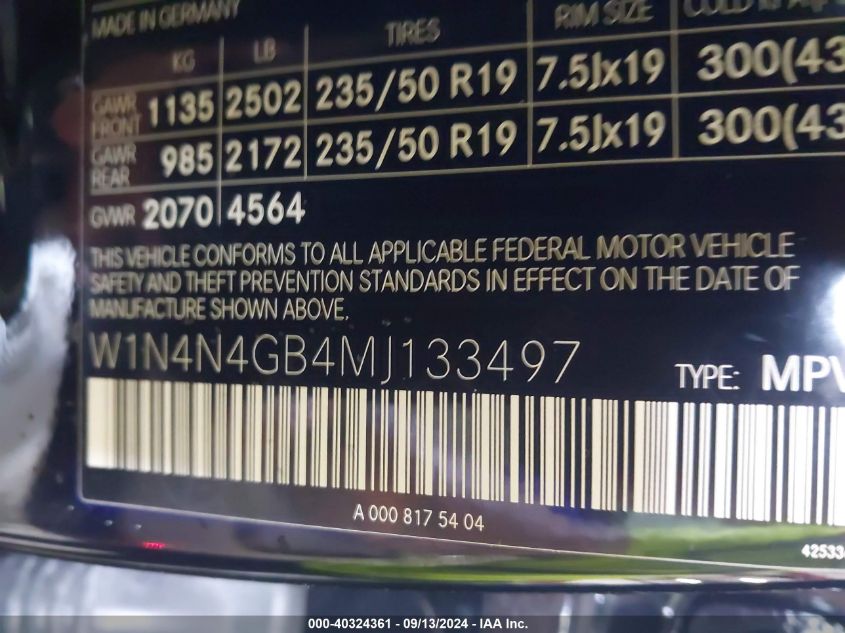 MADE IN GERMANY
KG LB TIRES RIM SIZE
GAWR FRONT 1135 2502 235/50 R19 7.5Jx19 300(43
GAWR REAR 985 2172 235/50 R19 7.5Jx19 300(43
GVWR 2070 4564
THIS VEHICLE CONFORMS TO ALL APPLICABLE FEDERAL MOTOR VEHICLE
SAFETY AND THEFT PREVENTION STANDARDS IN EFFECT ON THE DATE OF
MANUFACTURE SHOWN ABOVE.
W1N4N4GB4MJ133497 TYPE: MPV
A 000 817 54 04
42533
000-40324361 - 09/13/2024 - IAA Inc.